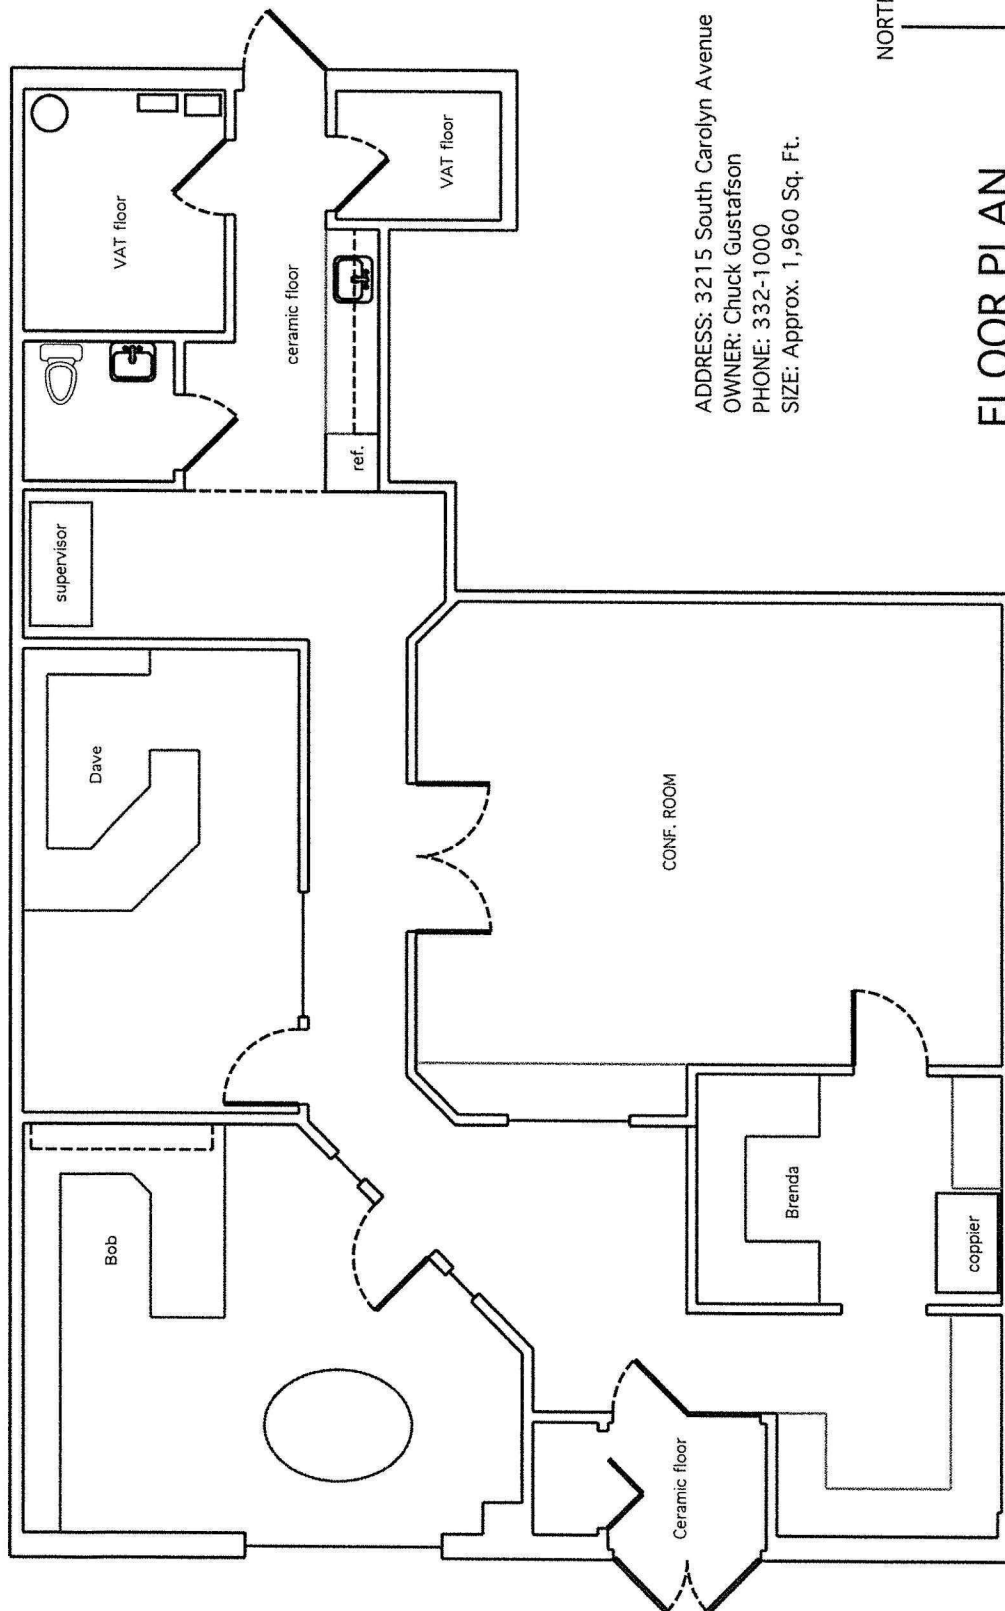 supervisor
Dave
Bob
VAT floor
ceramic floor
ref.
VAT floor
CONF. ROOM
Ceramic floor
ADDRESS: 3215 South Carolyn Avenue
OWNER: Chuck Gustafson
PHONE: 332-1000
SIZE: Approx. 1,960 Sq. Ft.
Brenda
coppier
NORTH
FLOOR PLAN